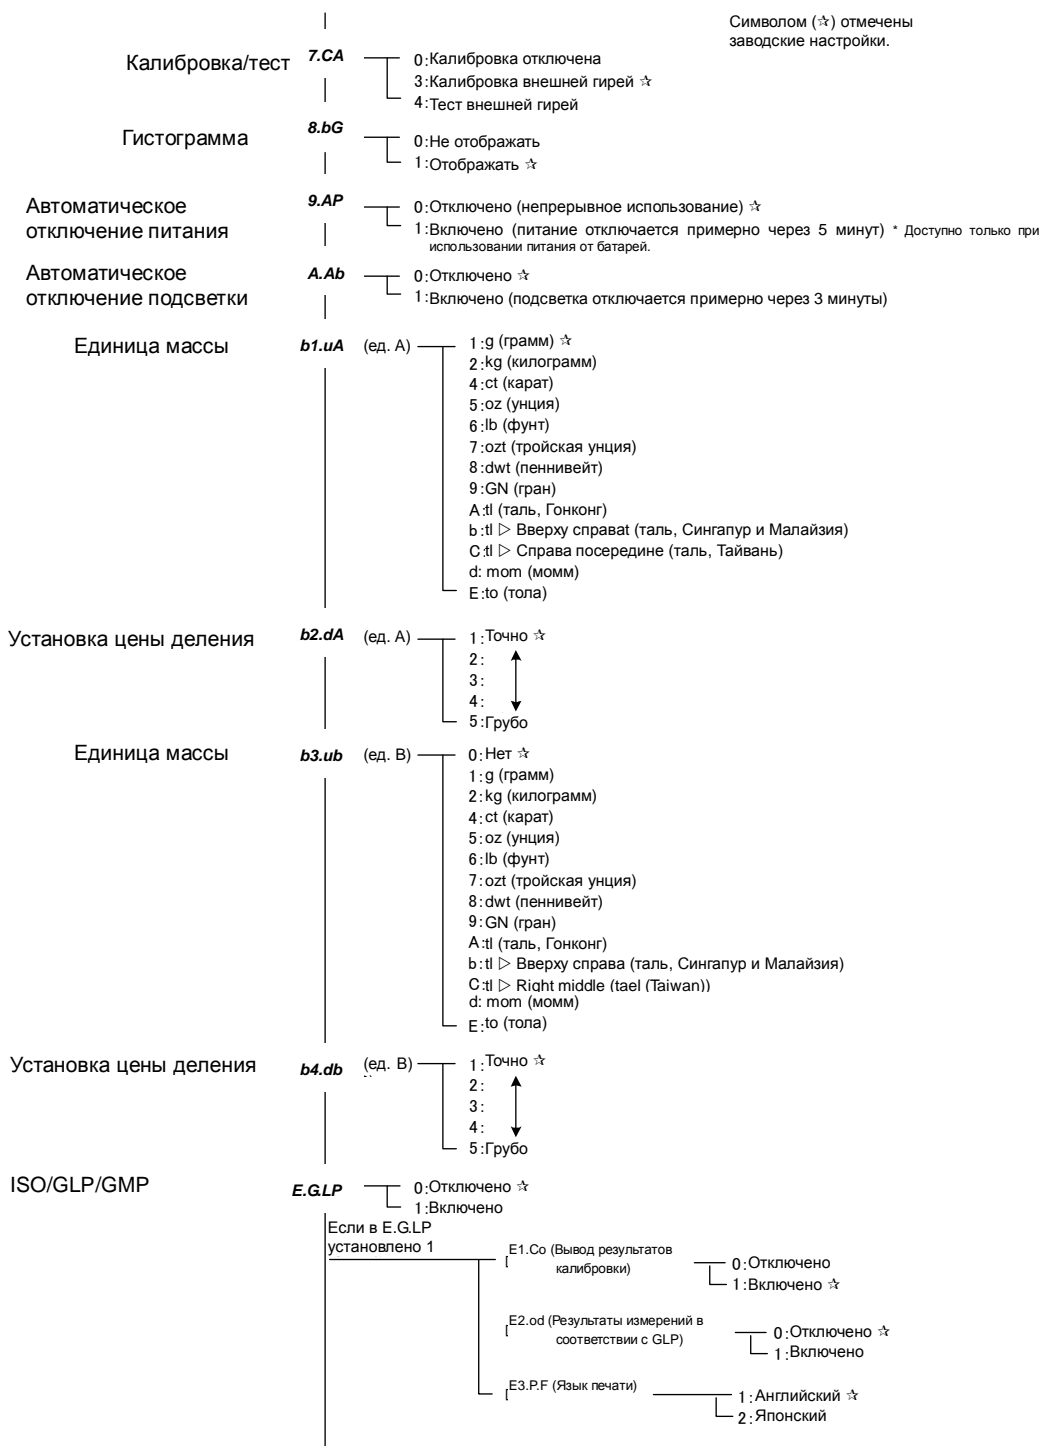 Символом (☆) отмечены
заводские настройки.
Калибровка/тест 7.CA 0:Калибровка отключена
3:Калибровка внешней гирей ☆
4:Тест внешней гирей
Гистограмма 8.bG 0:Не отображать
1:Отображать ☆
Автоматическое
отключение питания 9.AP 0:Отключено (непрерывное использование) ☆
1:Включено (питание отключается примерно через 5 минут) * Доступно только при
использовании питания от батарей.
Автоматическое
отключение подсветки A.Ab 0:Отключено ☆
1:Включено (подсветка отключается примерно через 3 минуты)
Единица массы b1.uA (ед. A) 1:g (грамм) ☆
2:kg (килограмм)
4:ct (карат)
5:oz (унция)
6:lb (фунт)
7:ozt (тройская унция)
8:dwt (пеннивейт)
9:GN (гран)
A:tl (таль, Гонконг)
b:tl ▷ Вверху справаt (таль, Сингапур и Малайзия)
C:tl ▷ Справа посередине (таль, Тайвань)
d: mom (момм)
E:to (тола)
Установка цены деления b2.dA (ед. A) 1:Точно ☆
2:
3:
4:
5:Грубо
Единица массы b3.ub (ед. B) 0:Нет ☆
1:g (грамм)
2:kg (килограмм)
4:ct (карат)
5:oz (унция)
6:lb (фунт)
7:ozt (тройская унция)
8:dwt (пеннивейт)
9:GN (гран)
A:tl (таль, Гонконг)
b:tl ▷ Вверху справа (таль, Сингапур и Малайзия)
C:tl ▷ Right middle (tael (Taiwan))
d: mom (момм)
E:to (тола)
Установка цены деления b4.db (ед. B) 1:Точно ☆
2:
3:
4:
5:Грубо
ISO/GLP/GMP E.G.LP 0:Отключено ☆
1:Включено
Если в E.G.LP
установлено 1
E1.Co (Вывод результатов
калибровки) 0:Отключено
1:Включено ☆
E2.od (Результаты измерений в
соответствии с GLP) 0:Отключено ☆
1:Включено
E3.P.F (Язык печати) 1:Английский ☆
2:Японский